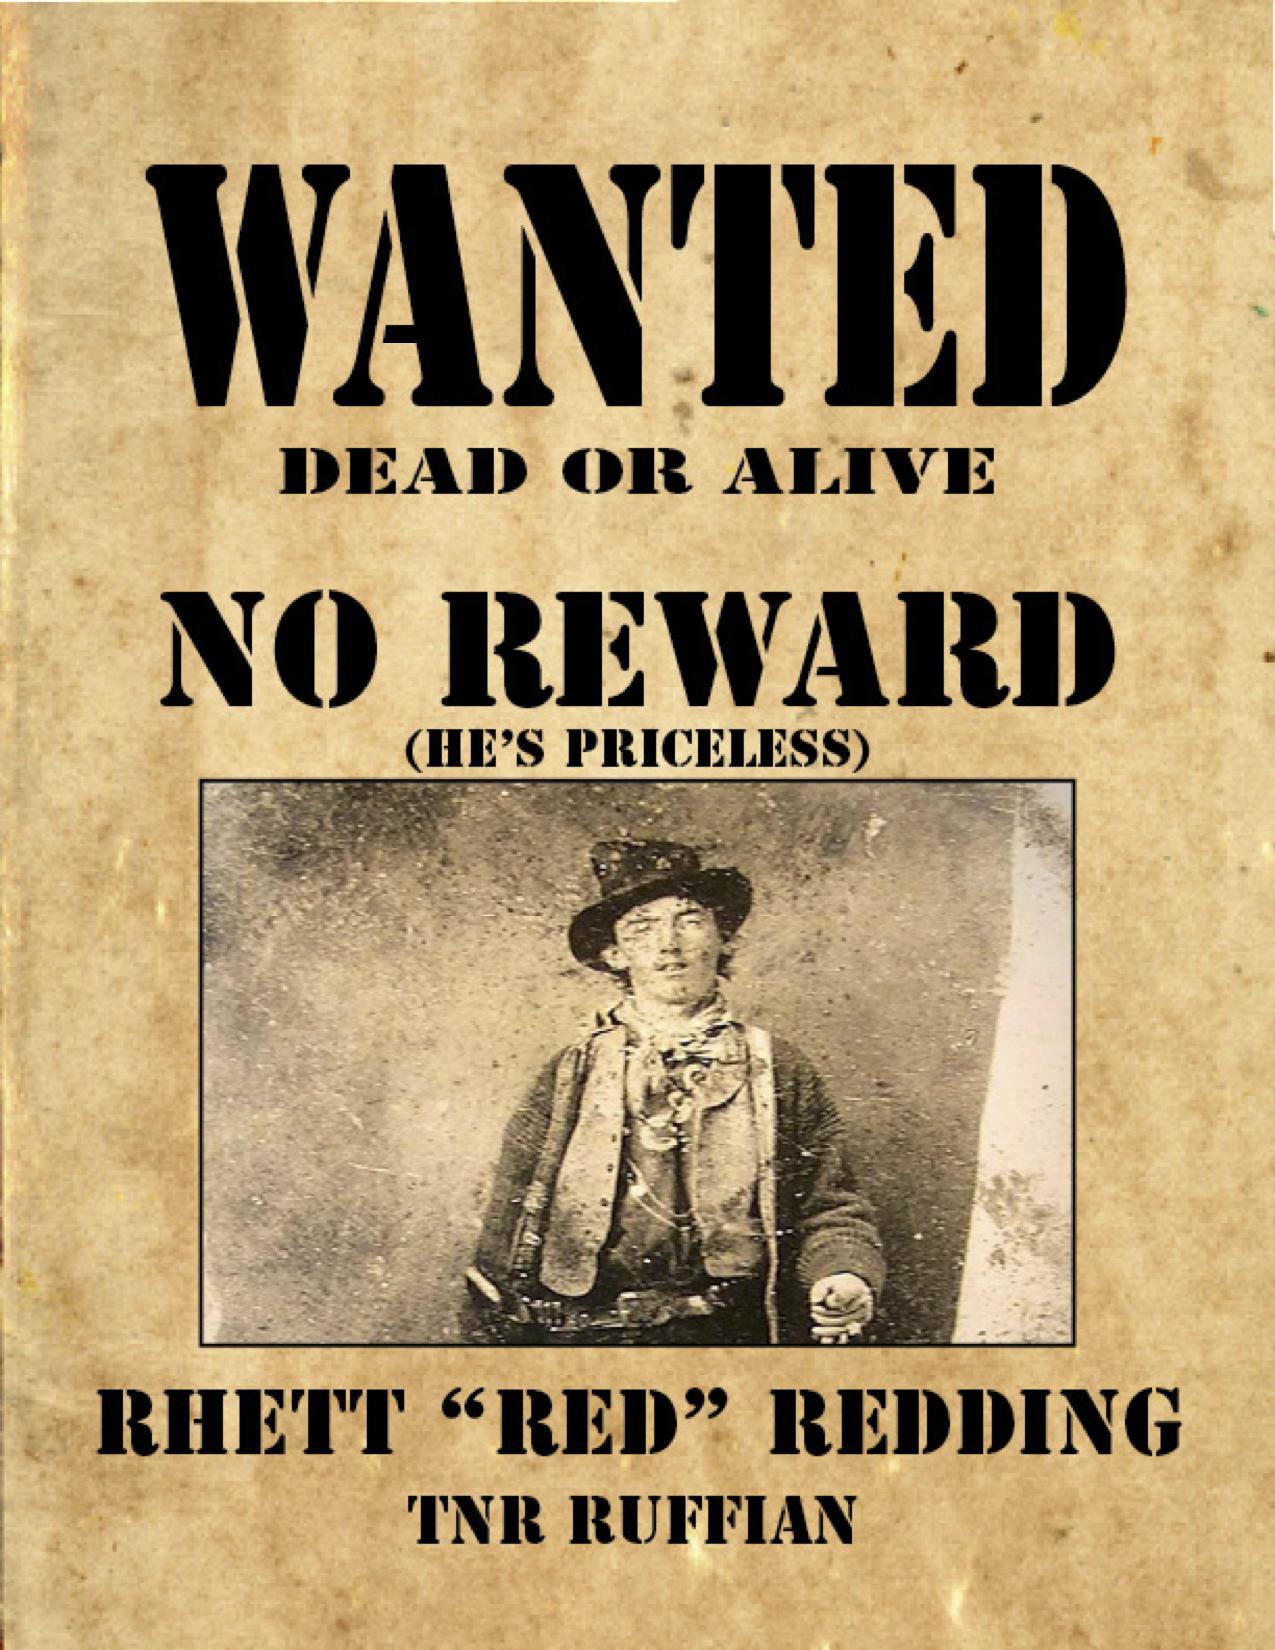 WANTED
DEAD OR ALIVE
NO REWARD
(HE’S PRICELESS)
RHETT “RED” REDDING
TNR RUFFIAN